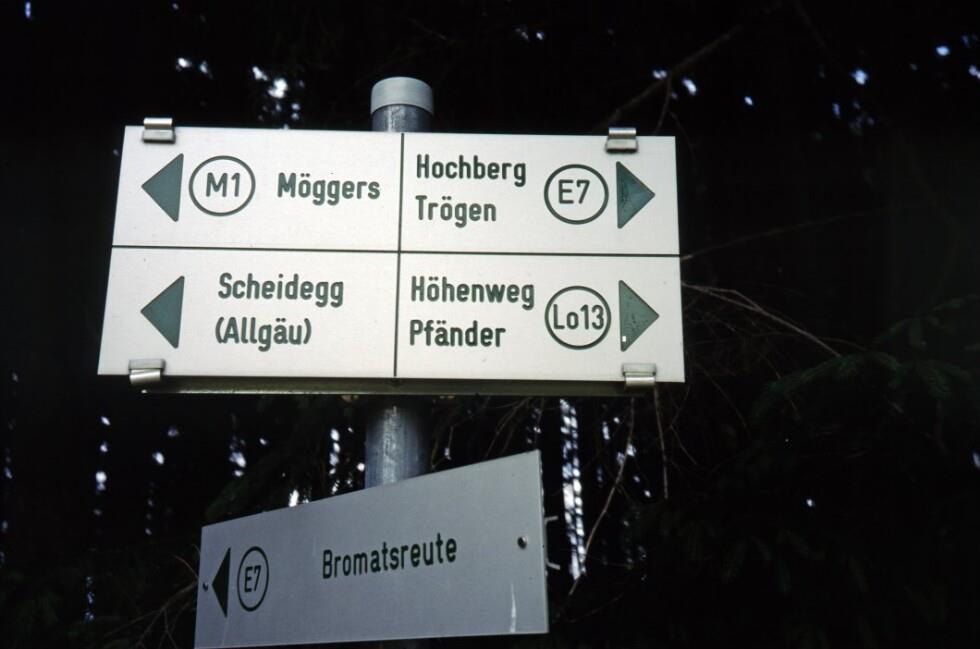 M1 Möggers
Hochberg
Trögen
E7
Scheidegg
(Allgäu)
Höhenweg
Pfänder
Lo13
E7 Bromatsreute